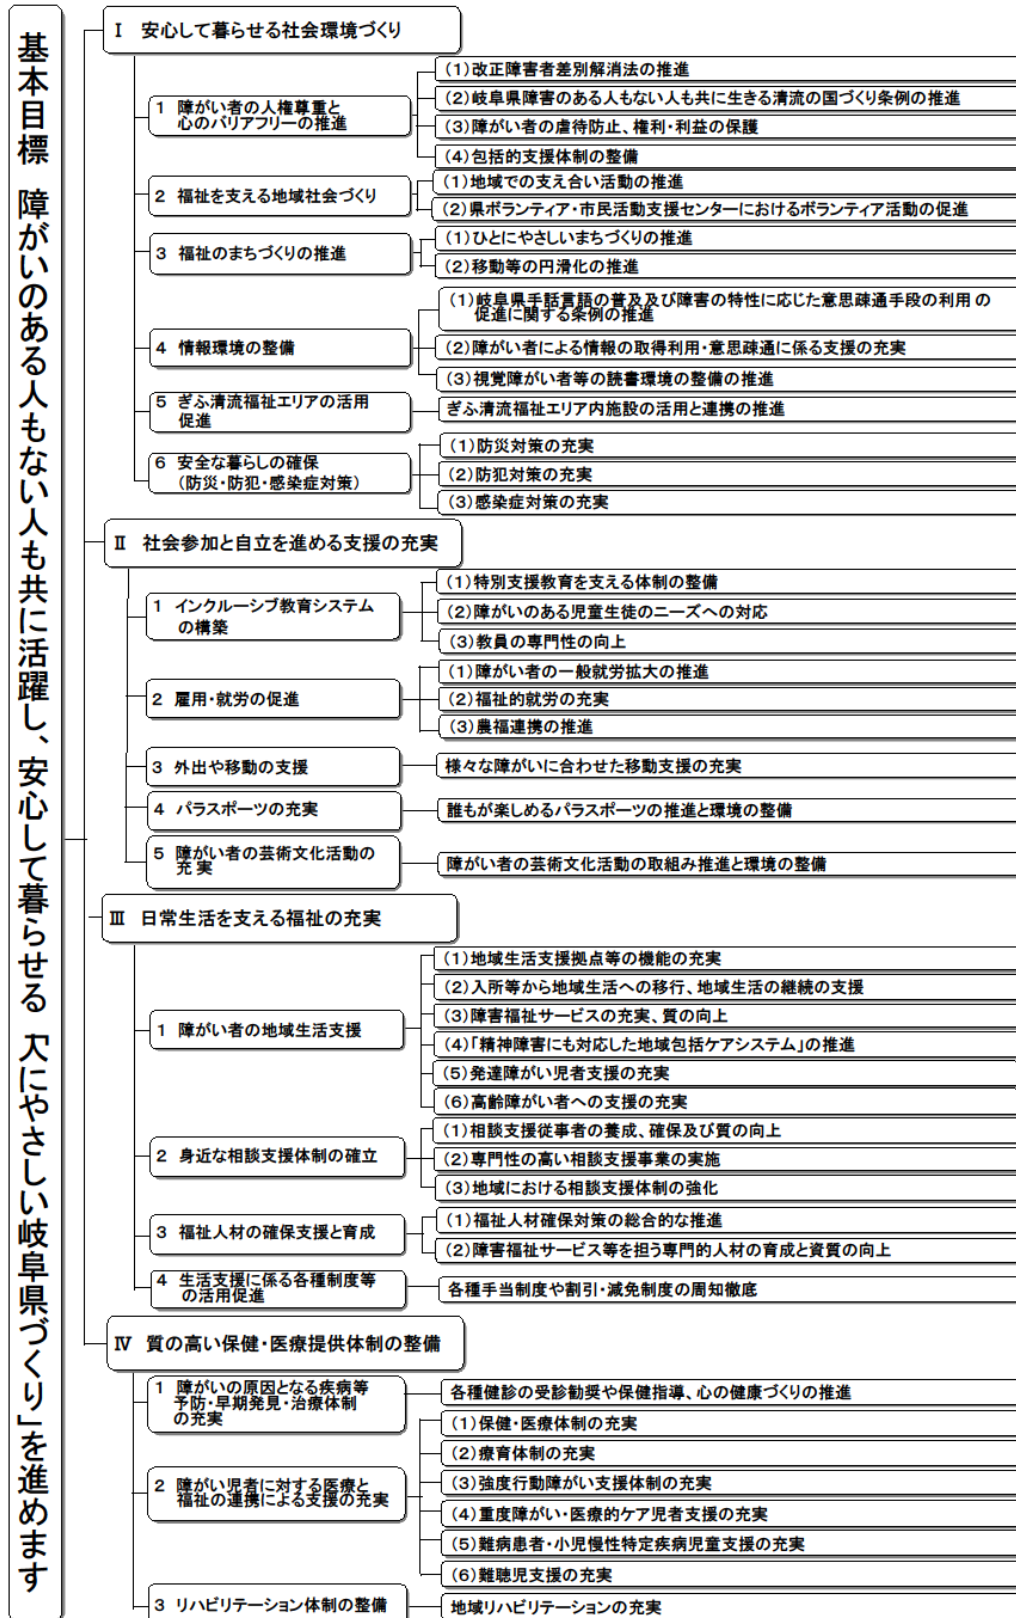 基本目標 障がいのある人もない人も共に活躍し、安心して暮らせる「人にやさしい岐阜県づくり」を進めます
Ⅰ 安心して暮らせる社会環境づくり
1 障がい者の人権尊重と
心のバリアフリーの推進
(1)改正障害者差別解消法の推進
(2)岐阜県障害のある人もない人も共に生きる清流の国づくり条例の推進
(3)障がい者の虐待防止、権利・利益の保護
(4)包括的支援体制の整備
2 福祉を支える地域社会づくり
(1)地域での支え合い活動の推進
(2)県ボランティア・市民活動支援センターにおけるボランティア活動の促進
3 福祉のまちづくりの推進
(1)ひとにやさしいまちづくりの推進
(2)移動等の円滑化の推進
4 情報環境の整備
(1)岐阜県手話言語の普及及び障害の特性に応じた意思疎通手段の利用の
促進に関する条例の推進
(2)障がい者による情報の取得利用・意思疎通に係る支援の充実
(3)視覚障がい者等の読書環境の整備の推進
5 ぎふ清流福祉エリアの活用
促進
ぎふ清流福祉エリア内施設の活用と連携の推進
6 安全な暮らしの確保
(防災・防犯・感染症対策)
(1)防災対策の充実
(2)防犯対策の充実
(3)感染症対策の充実
Ⅱ 社会参加と自立を進める支援の充実
1 インクルーシブ教育システム
の構築
(1)特別支援教育を支える体制の整備
(2)障がいのある児童生徒のニーズへの対応
(3)教員の専門性の向上
2 雇用・就労の促進
(1)障がい者の一般就労拡大の推進
(2)福祉的就労の充実
(3)農福連携の推進
3 外出や移動の支援
様々な障がいに合わせた移動支援の充実
4 パラスポーツの充実
誰もが楽しめるパラスポーツの推進と環境の整備
5 障がい者の芸術文化活動の
充実
障がい者の芸術文化活動の取組み推進と環境の整備
Ⅲ 日常生活を支える福祉の充実
1 障がい者の地域生活支援
(1)地域生活支援拠点等の機能の充実
(2)入所等から地域生活への移行、地域生活の継続の支援
(3)障害福祉サービスの充実、質の向上
(4)「精神障害にも対応した地域包括ケアシステム」の推進
(5)発達障がい児者支援の充実
(6)高齢障がい者への支援の充実
2 身近な相談支援体制の確立
(1)相談支援従事者の養成、確保及び質の向上
(2)専門性の高い相談支援事業の実施
(3)地域における相談支援体制の強化
3 福祉人材の確保支援と育成
(1)福祉人材確保対策の総合的な推進
(2)障害福祉サービス等を担う専門的人材の育成と資質の向上
4 生活支援に係る各種制度等
の活用促進
各種手当制度や割引・減免制度の周知徹底
Ⅳ 質の高い保健・医療提供体制の整備
1 障がいの原因となる疾病等
予防・早期発見・治療体制
の充実
各種健診の受診勧奨や保健指導、心の健康づくりの推進
2 障がい児者に対する医療と
福祉の連携による支援の充実
(1)保健・医療体制の充実
(2)療育体制の充実
(3)強度行動障がい支援体制の充実
(4)重度障がい・医療的ケア児者支援の充実
(5)難病患者・小児慢性特定疾病児童支援の充実
(6)難聴児支援の充実
3 リハビリテーション体制の整備
地域リハビリテーションの充実